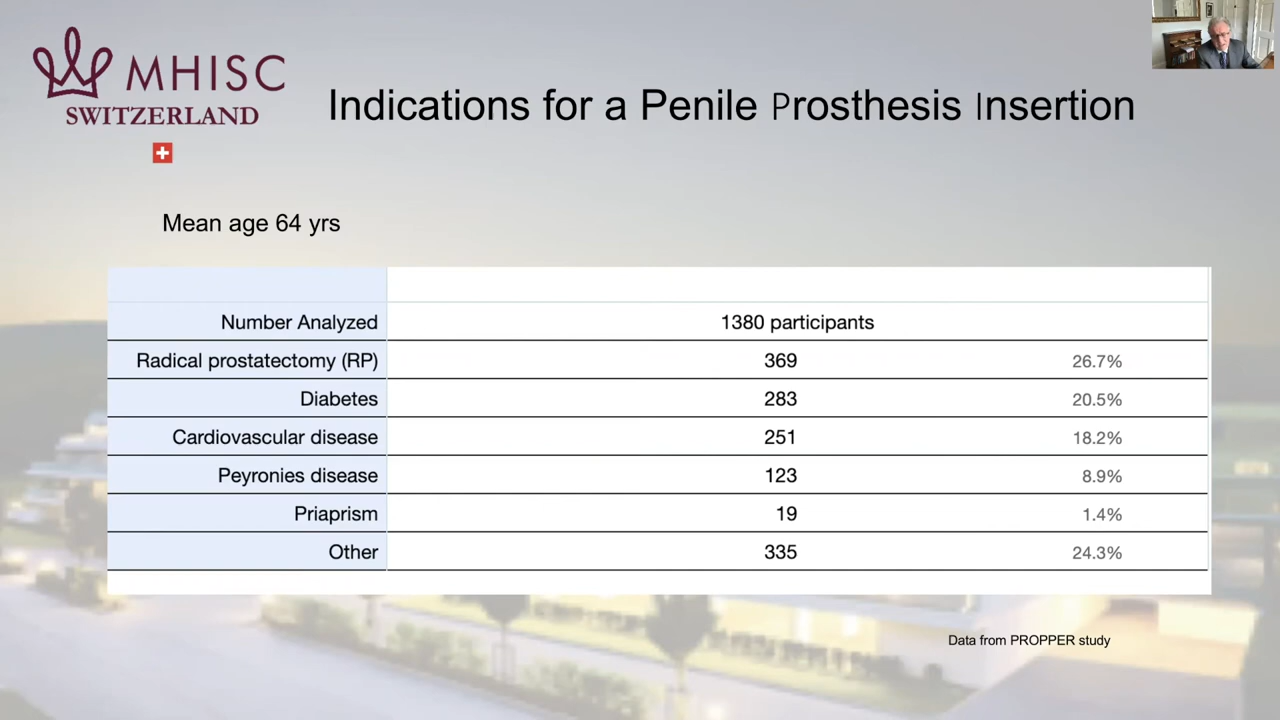 MHISC
SWITZERLAND
Indications for a Penile Prosthesis Insertion
Mean age 64 yrs
Number Analyzed 1380 participants
Radical prostatectomy (RP) 369 26.7%
Diabetes 283 20.5%
Cardiovascular disease 251 18.2%
Peyronies disease 123 8.9%
Priaprism 19 1.4%
Other 335 24.3%
Data from PROPPER study